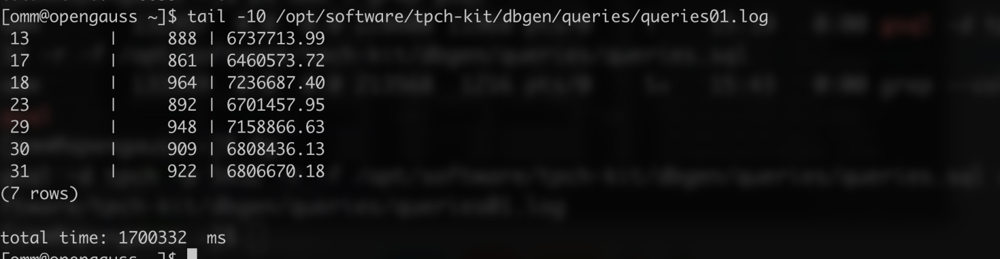 [omm@opengauss ~]$ tail -10 /opt/software/tpch-kit/dbgen/queries/queries01.log
 13        |      888 | 6737713.99
 17        |      861 | 6460573.72
 18        |      964 | 7236687.40
 23        |      892 | 6701457.95
 29        |      948 | 7158866.63
 30        |      909 | 6808436.13
 31        |      922 | 6806670.18
(7 rows)
total time: 1700332  ms
[omm@opengauss ~]$